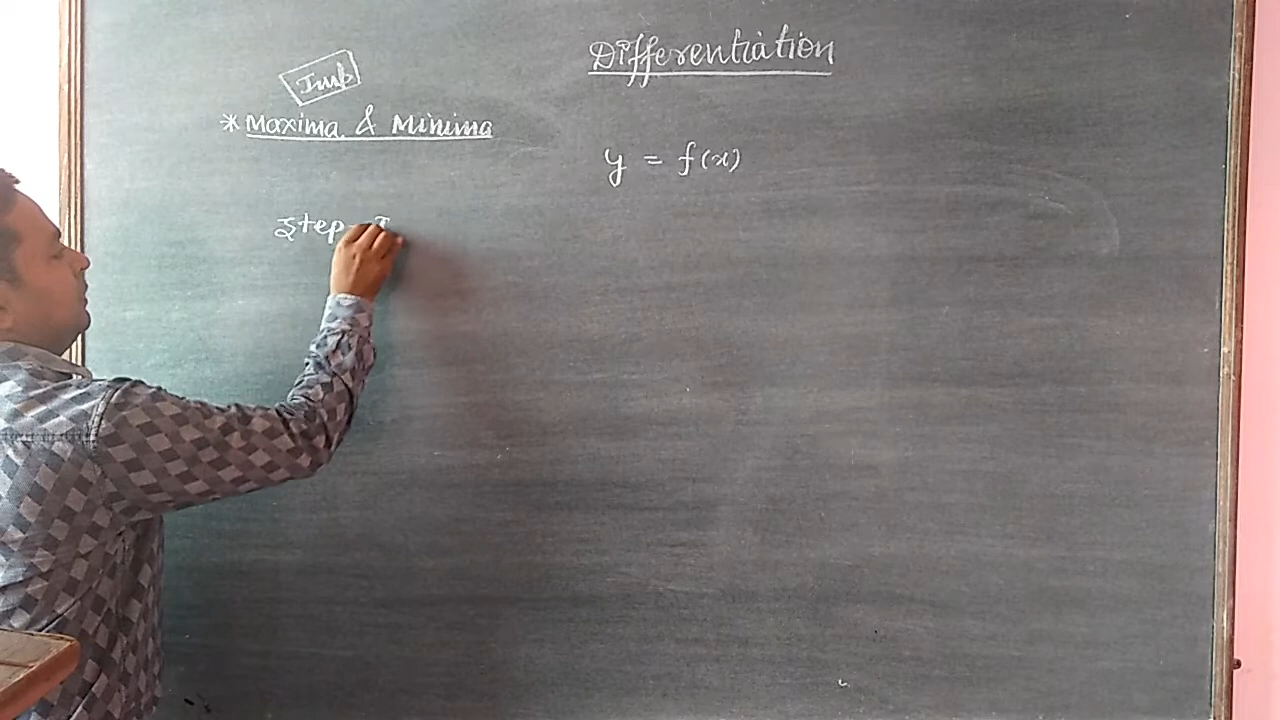 Differentiation
Imp
* Maxima & Minima
y = f(x)
Step - I